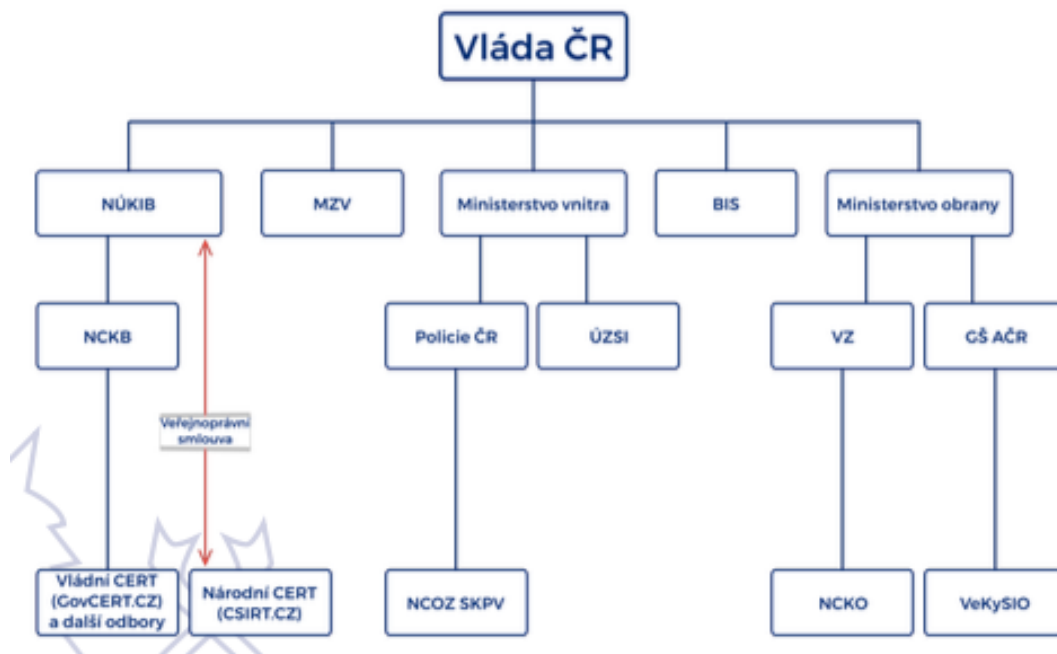 Vláda ČR
NÚKIB
MZV
Ministerstvo vnitra
BIS
Ministerstvo obrany
NCKB
Policie ČR
ÚZSI
VZ
GŠ AČR
Veřejnoprávní
smlouva
Vládní CERT
(GovCERT.CZ)
a další odbory
Národní CERT
(CSIRT.CZ)
NCOZ SKPV
NCKO
VeKySIO